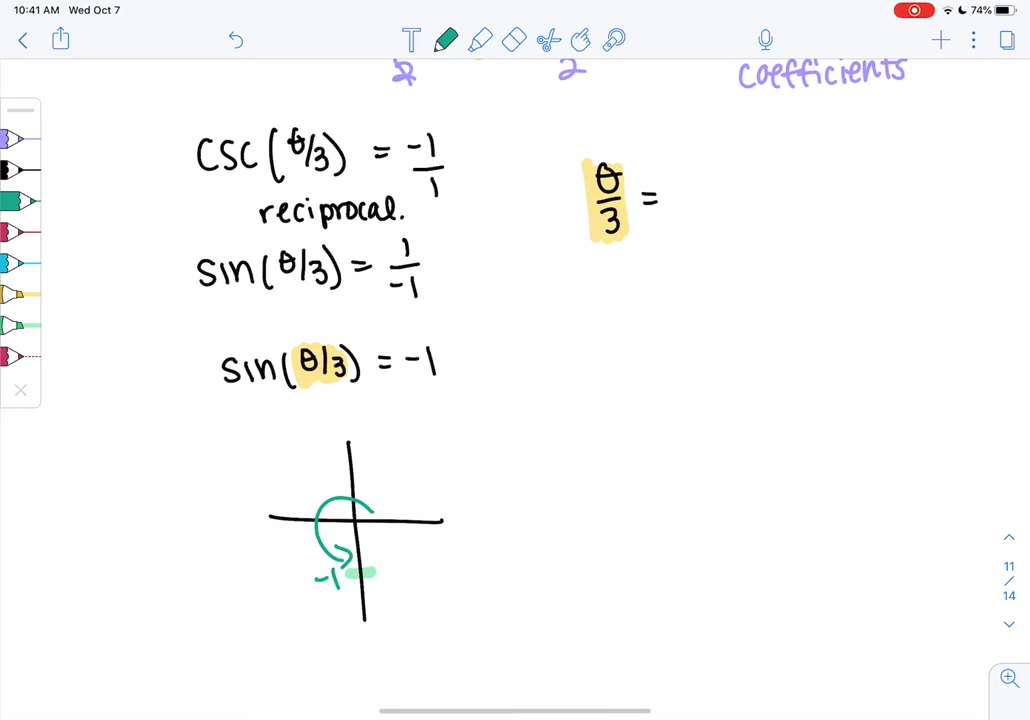 10:41 AM Wed Oct 7
74%
T
2 2 coefficients
csc(θ/3) = -1/1
reciprocal.
sin(θ/3) = 1/-1
sin(θ/3) = -1
θ/3 =
-1
11
/
14